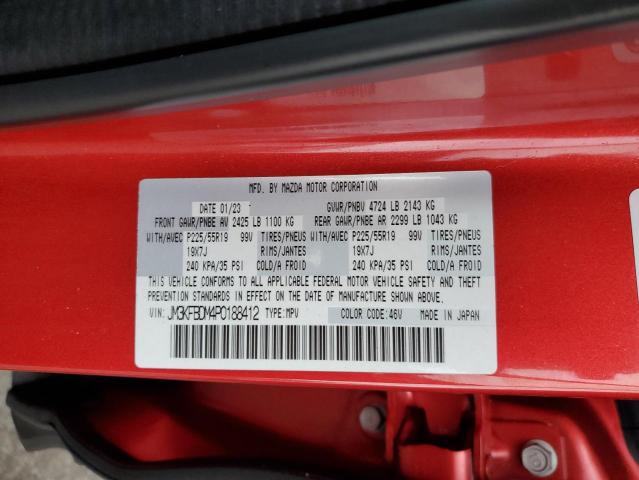 MFD. BY MAZDA MOTOR CORPORATION
DATE 01/23 GVWR/PNBV 4724 LB 2143 KG
FRONT GAWR/PNBE AV 2425 LB 1100 KG REAR GAWR/PNBE AR 2299 LB 1043 KG
WITH/AVEC P225/55R19 99V TIRES/PNEUS WITH/AVEC P225/55R19 99V TIRES/PNEUS
19X7J RIMS/JANTES 19X7J RIMS/JANTES
240 KPA/35 PSI COLD/A FROID 240 KPA/35 PSI COLD/A FROID
THIS VEHICLE CONFORMS TO ALL APPLICABLE FEDERAL MOTOR VEHICLE SAFETY AND THEFT
PREVENTION STANDARDS IN EFFECT ON THE DATE OF MANUFACTURE SHOWN ABOVE.
VIN: JM3KFBDM4P0188412 TYPE:MPV COLOR CODE:46V MADE IN JAPAN